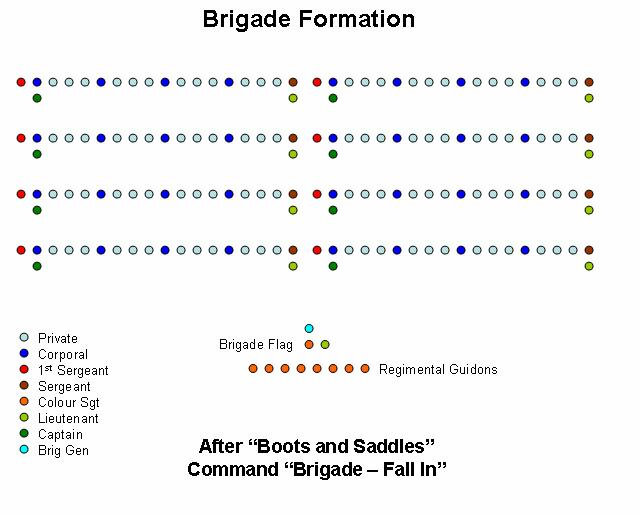 Brigade Formation
Brigade Flag
Regimental Guidons
Private
Corporal
1st Sergeant
Sergeant
Colour Sgt
Lieutenant
Captain
Brig Gen
After “Boots and Saddles”
Command “Brigade – Fall In”